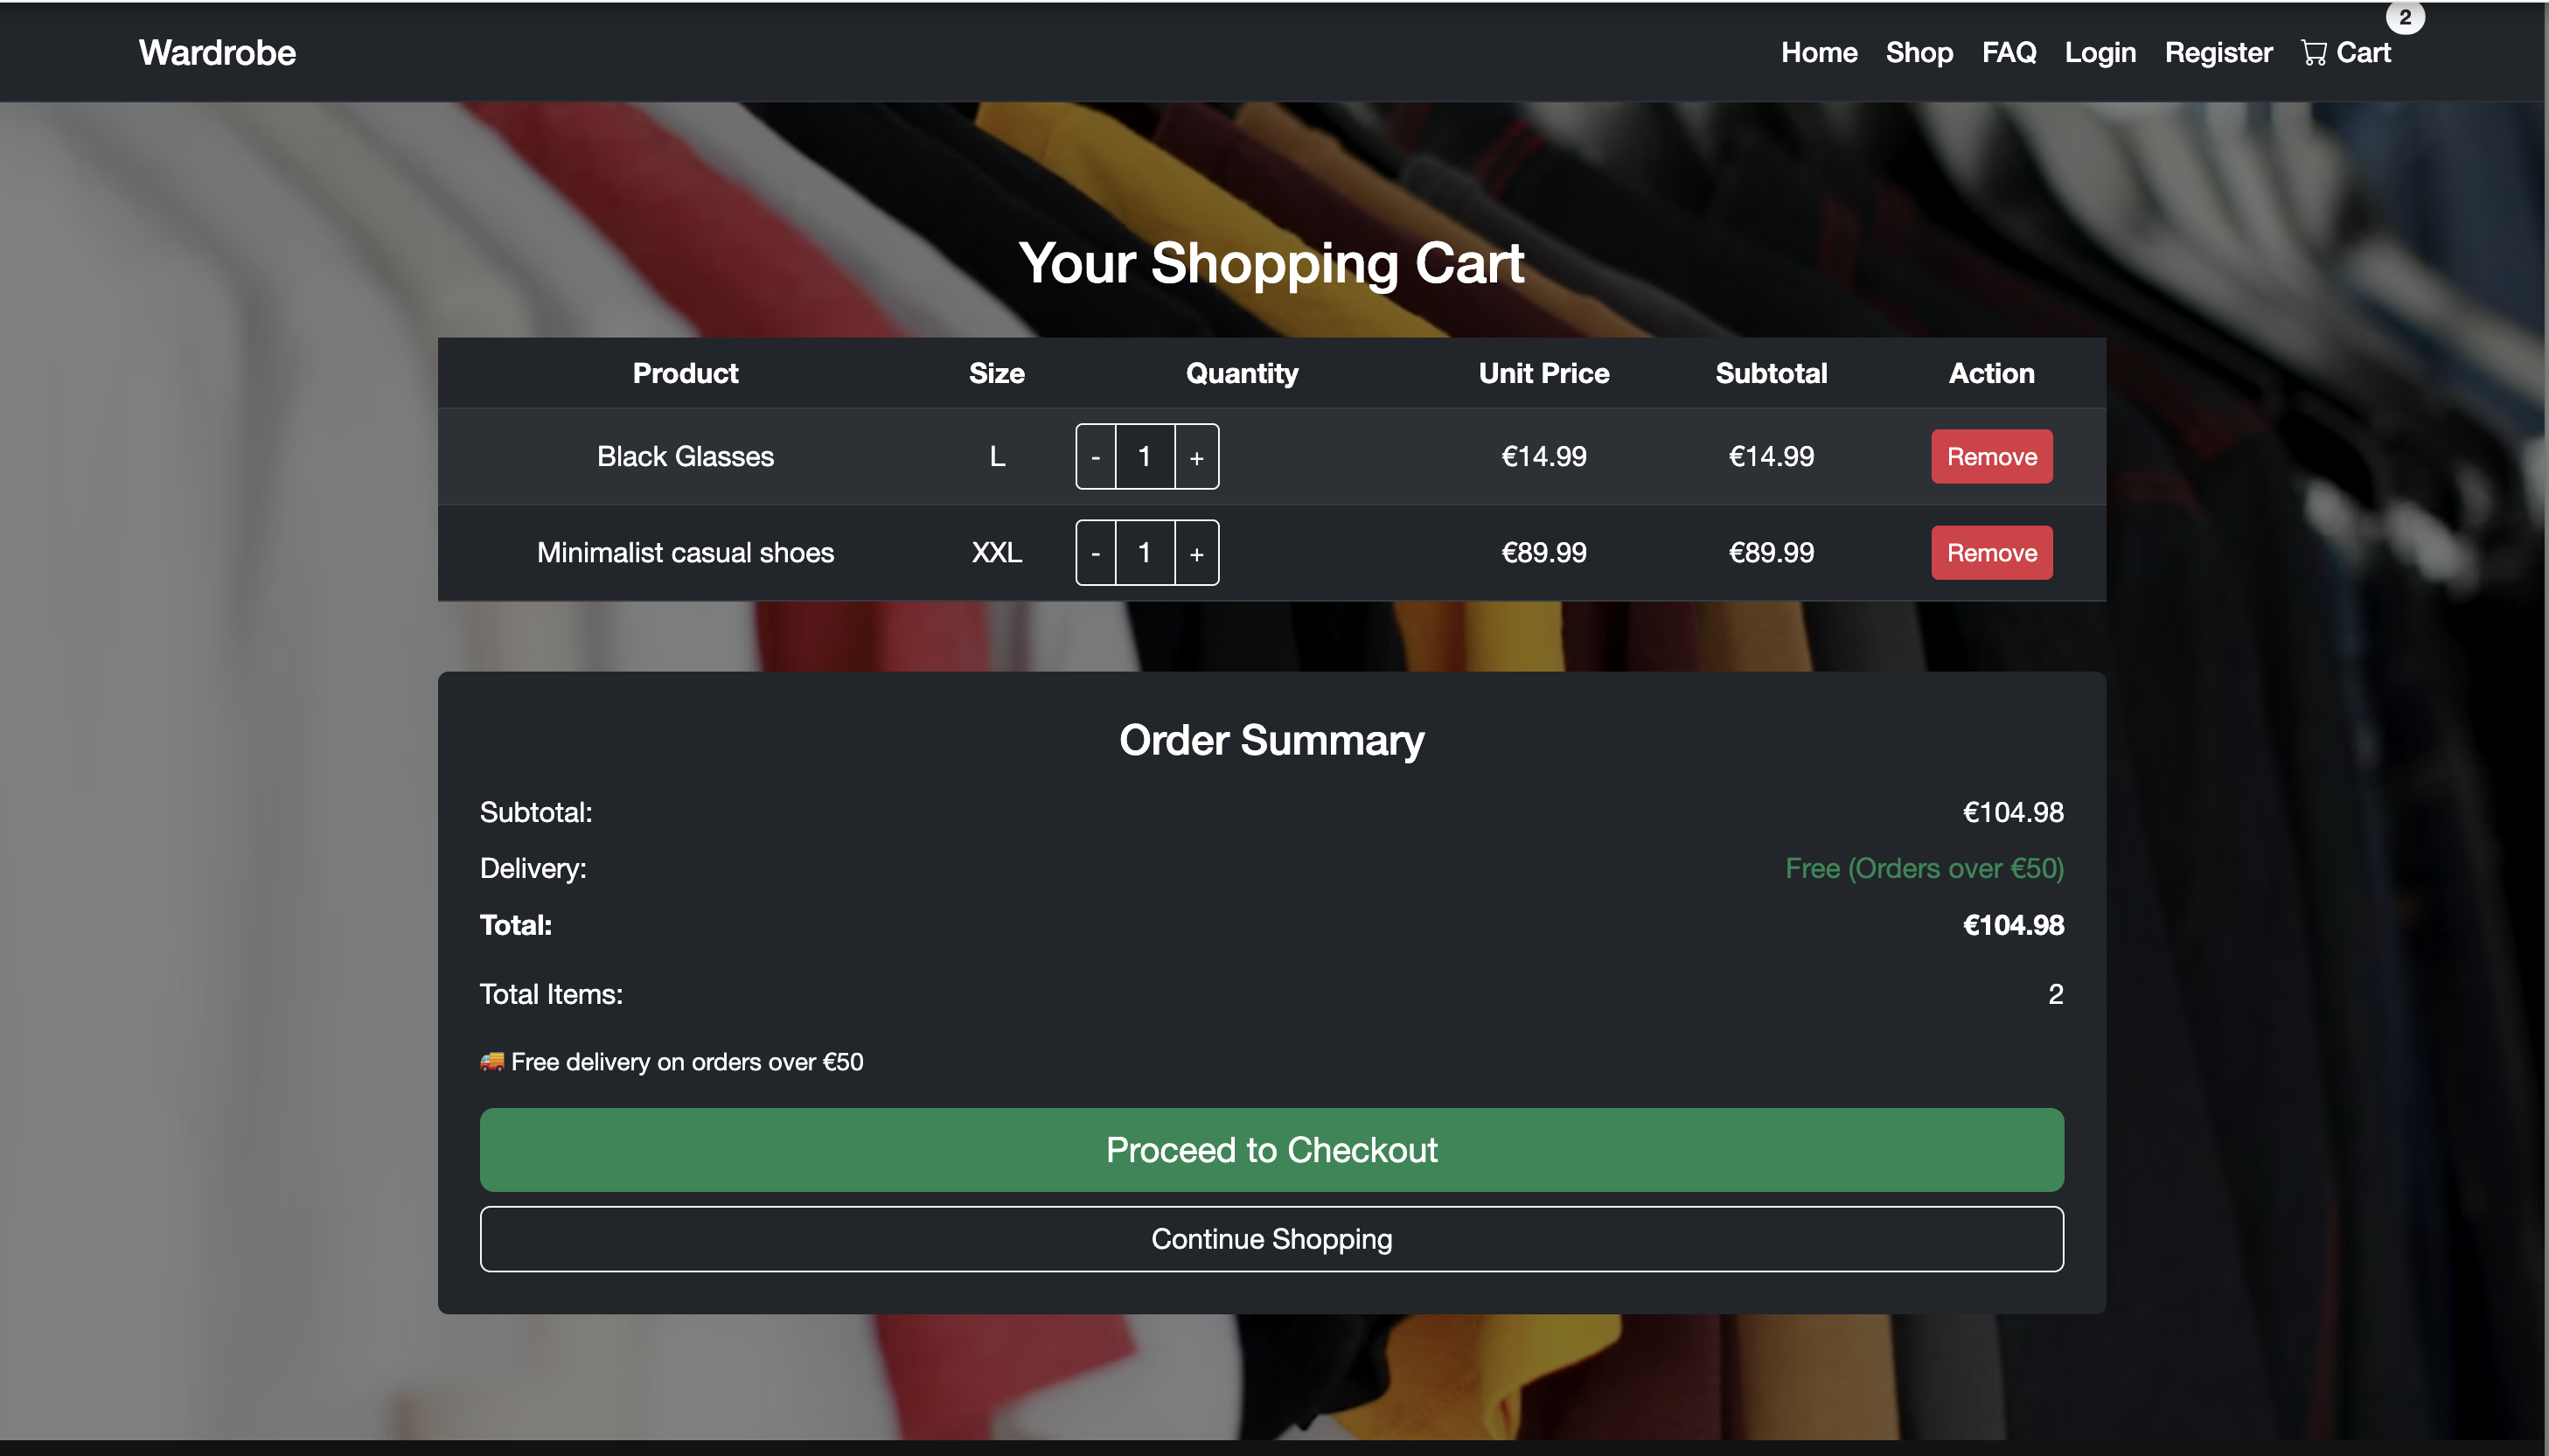 2
Wardrobe Home Shop FAQ Login Register Cart
Your Shopping Cart
Product Size Quantity Unit Price Subtotal Action
Black Glasses L - 1 + €14.99 €14.99 Remove
Minimalist casual shoes XXL - 1 + €89.99 €89.99 Remove
Order Summary
Subtotal: €104.98
Delivery: Free (Orders over €50)
Total: €104.98
Total Items: 2
🚚 Free delivery on orders over €50
Proceed to Checkout
Continue Shopping